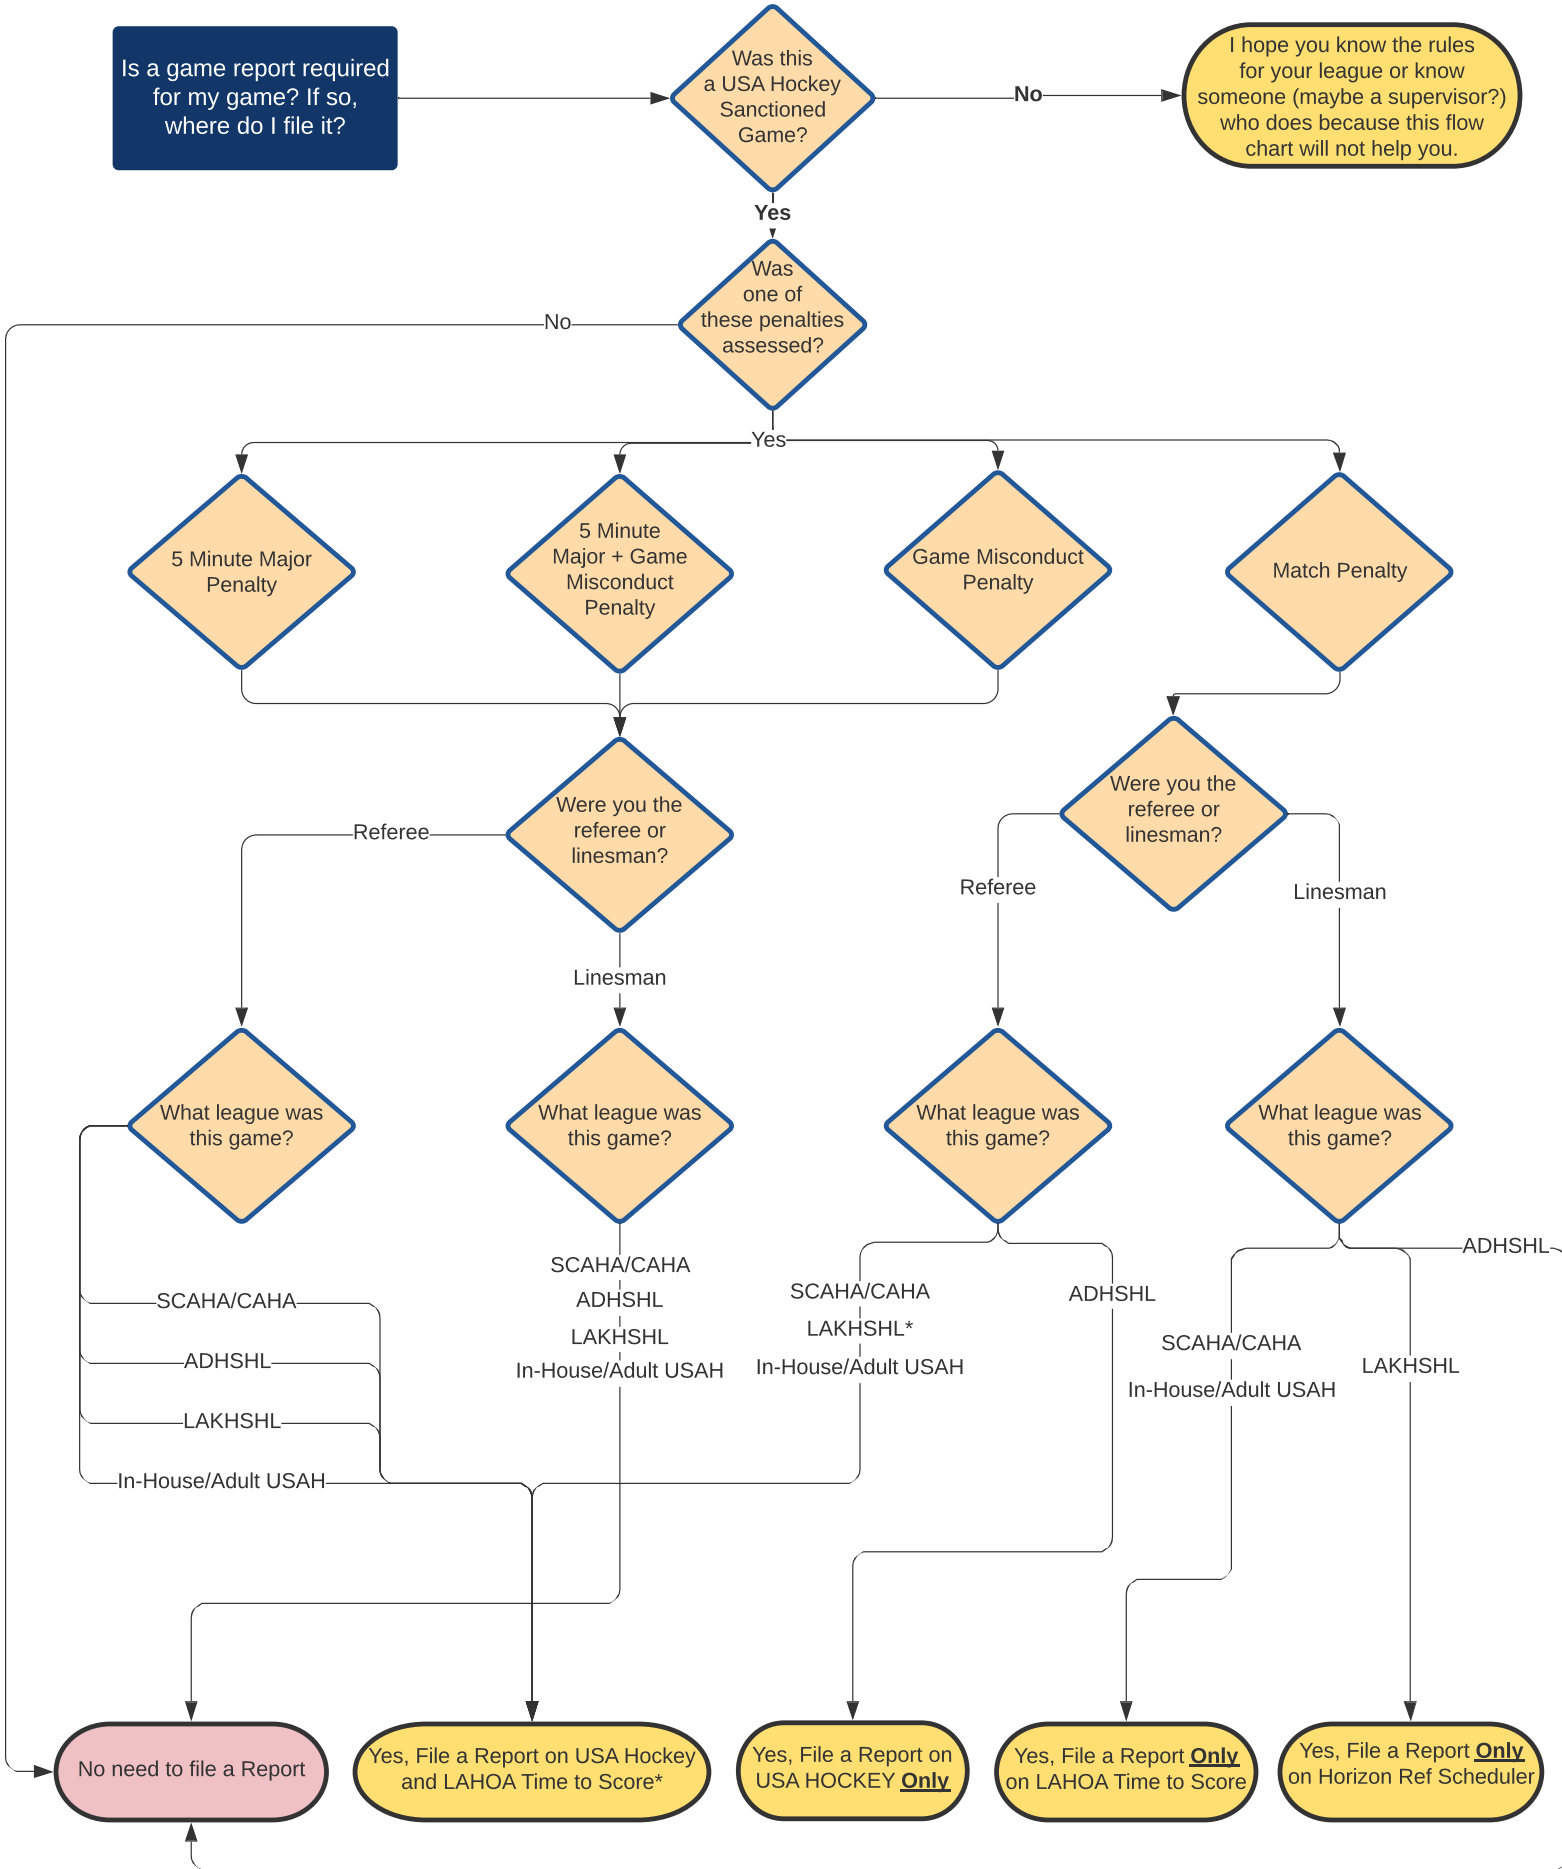 Is a game report required
for my game? If so,
where do I file it?
Was this
a USA Hockey
Sanctioned
Game?
No
I hope you know the rules
for your league or know
someone (maybe a supervisor?)
who does because this flow
chart will not help you.
Yes
Was
one of
these penalties
assessed?
No
Yes
5 Minute Major
Penalty
5 Minute
Major + Game
Misconduct
Penalty
Game Misconduct
Penalty
Match Penalty
Were you the
referee or
linesman?
Were you the
referee or
linesman?
Referee
Linesman
Referee
Linesman
What league was
this game?
What league was
this game?
What league was
this game?
What league was
this game?
SCAHA/CAHA
ADHSHL
LAKHSHL
In-House/Adult USAH
SCAHA/CAHA
ADHSHL
LAKHSHL
In-House/Adult USAH
SCAHA/CAHA
LAKHSHL*
In-House/Adult USAH
ADHSHL
SCAHA/CAHA
In-House/Adult USAH
LAKHSHL
ADHSHL
No need to file a Report
Yes, File a Report on USA Hockey
and LAHOA Time to Score*
Yes, File a Report on
USA HOCKEY Only
Yes, File a Report Only
on LAHOA Time to Score
Yes, File a Report Only
on Horizon Ref Scheduler